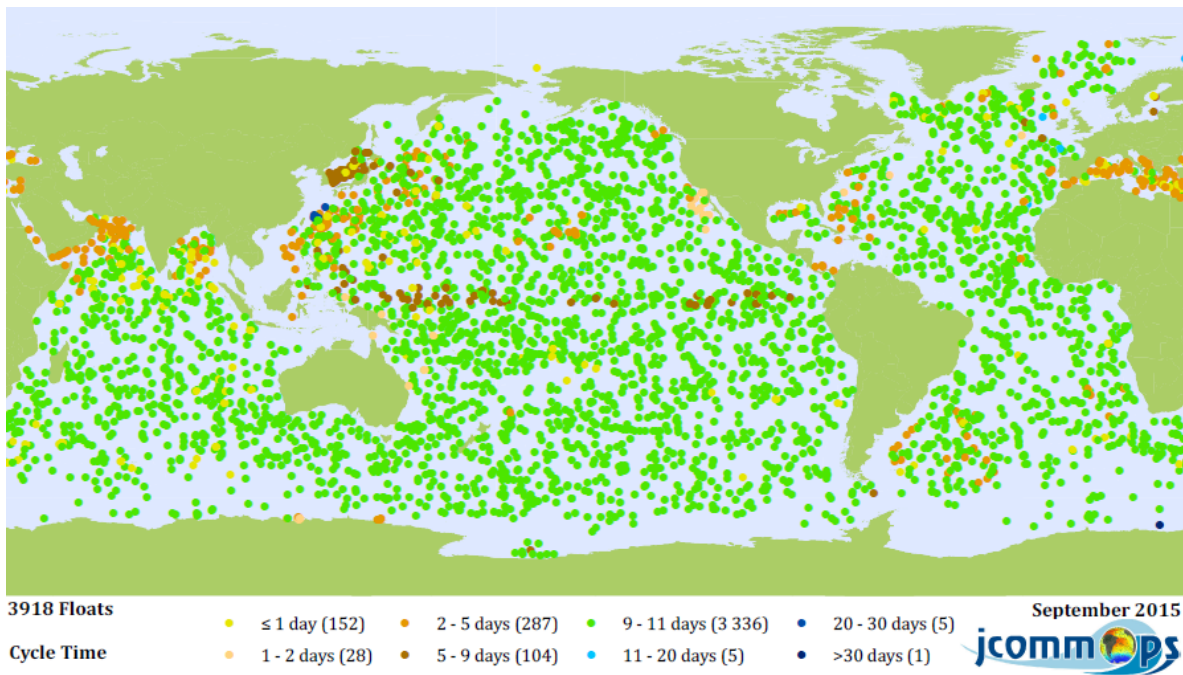 3918 Floats
September 2015
≤ 1 day (152)
2 - 5 days (287)
9 - 11 days (3 336)
20 - 30 days (5)
Cycle Time
1 - 2 days (28)
5 - 9 days (104)
11 - 20 days (5)
>30 days (1)
jcommops